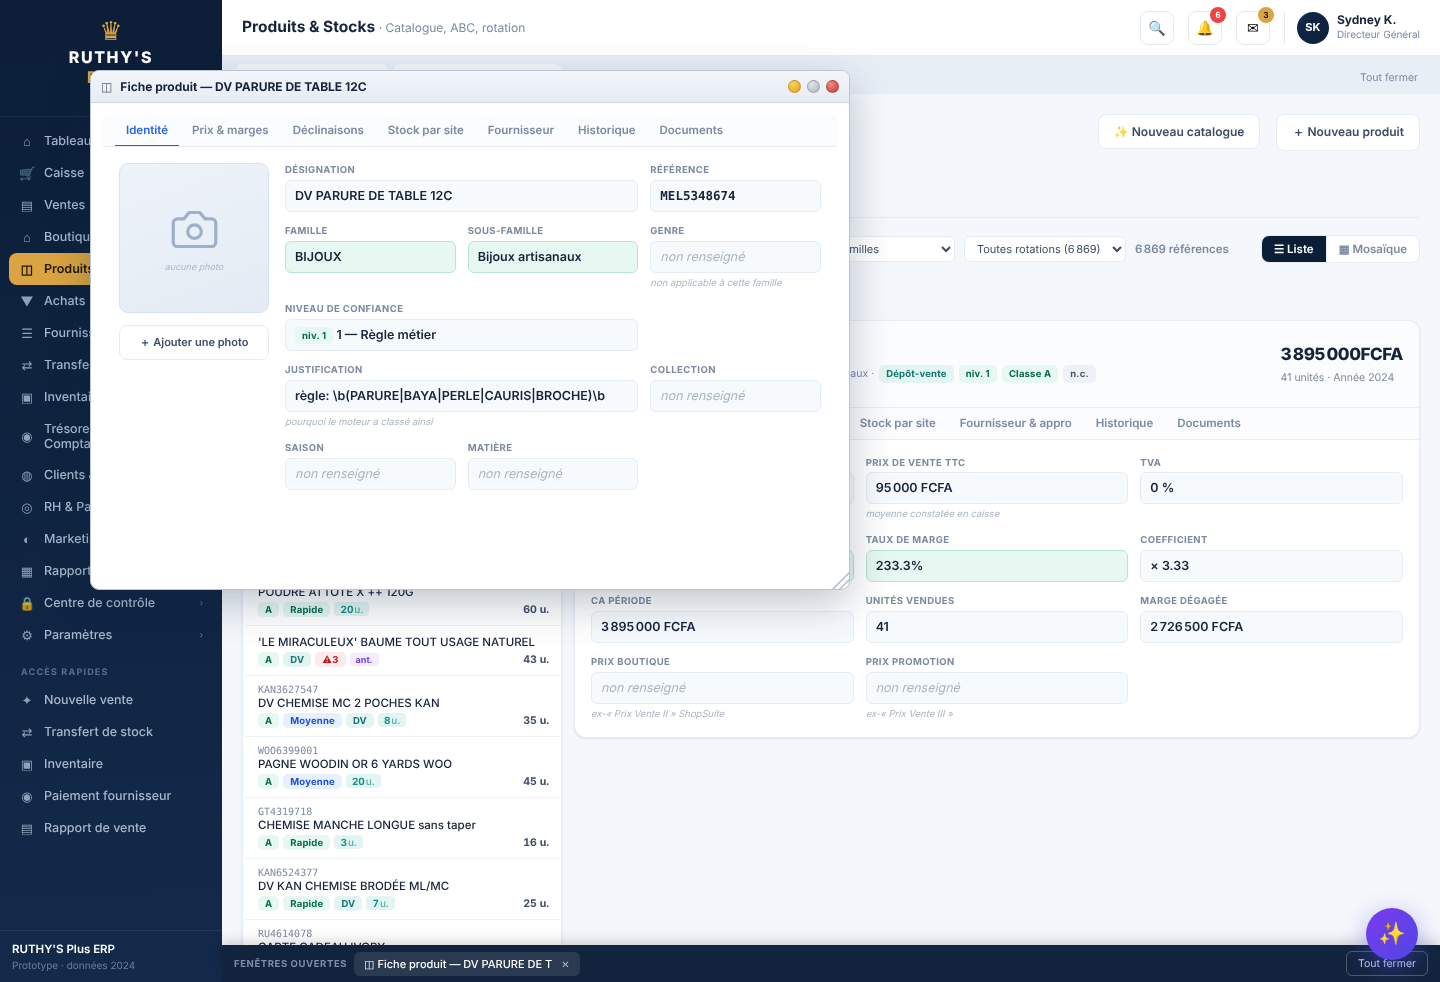 RUTHY'S
Tableau
Caisse
Ventes
Boutiqu
Produits
Achats
Fourniss
Transfe
Inventai
Trésore
Compta
Clients
RH & Pa
Marketi
Rapport
Centre de contrôle ›
Paramètres ›
ACCÈS RAPIDES
Nouvelle vente
Transfert de stock
Inventaire
Paiement fournisseur
Rapport de vente
RUTHY'S Plus ERP
Prototype · données 2024
Produits & Stocks · Catalogue, ABC, rotation
6
3
SK
Sydney K.
Directeur Général
Tout fermer
✨ Nouveau catalogue
+ Nouveau produit
milles
Toutes rotations (6 869)
6 869 références
☰ Liste
▦ Mosaïque
Fiche produit — DV PARURE DE TABLE 12C
Identité
Prix & marges
Déclinaisons
Stock par site
Fournisseur
Historique
Documents
aucune photo
+ Ajouter une photo
DÉSIGNATION
DV PARURE DE TABLE 12C
RÉFÉRENCE
MEL5348674
FAMILLE
BIJOUX
SOUS-FAMILLE
Bijoux artisanaux
GENRE
non renseigné
non applicable à cette famille
NIVEAU DE CONFIANCE
niv. 1 1 — Règle métier
JUSTIFICATION
règle: \b(PARURE|BAYA|PERLE|CAURIS|BROCHE)\b
pourquoi le moteur a classé ainsi
COLLECTION
non renseigné
SAISON
non renseigné
MATIÈRE
non renseigné
3 895 000 FCFA
41 unités · Année 2024
aux · Dépôt-vente niv. 1 Classe A n.c.
Stock par site
Fournisseur & appro
Historique
Documents
PRIX DE VENTE TTC
95 000 FCFA
moyenne constatée en caisse
TVA
0 %
TAUX DE MARGE
233.3%
COEFFICIENT
× 3.33
CA PÉRIODE
3 895 000 FCFA
UNITÉS VENDUES
41
MARGE DÉGAGÉE
2 726 500 FCFA
PRIX BOUTIQUE
non renseigné
ex-« Prix Vente II » ShopSuite
PRIX PROMOTION
non renseigné
ex-« Prix Vente III »
POUDRE ATTOTE X ++ 120G
A Rapide 20 u. 60 u.
'LE MIRACULEUX' BAUME TOUT USAGE NATUREL
A DV ⚠3 ant. 43 u.
KAN3627547
DV CHEMISE MC 2 POCHES KAN
A Moyenne DV 8 u. 35 u.
WOO6399001
PAGNE WOODIN OR 6 YARDS WOO
A Moyenne 20 u. 45 u.
GT4319718
CHEMISE MANCHE LONGUE sans taper
A Rapide 3 u. 16 u.
KAN6524377
DV KAN CHEMISE BRODÉE ML/MC
A Rapide DV 7 u. 25 u.
RU4614078
CARTE CADEAU IVORY
FENÊTRES OUVERTES
Fiche produit — DV PARURE DE T ×
Tout fermer